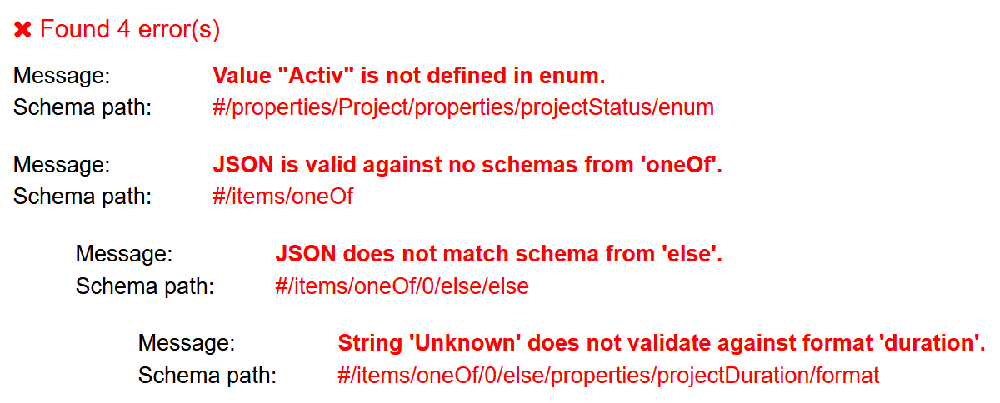 ✖ Found 4 error(s)
Message: Value "Activ" is not defined in enum.
Schema path: #/properties/Project/properties/projectStatus/enum
Message: JSON is valid against no schemas from 'oneOf'.
Schema path: #/items/oneOf
Message: JSON does not match schema from 'else'.
Schema path: #/items/oneOf/0/else/else
Message: String 'Unknown' does not validate against format 'duration'.
Schema path: #/items/oneOf/0/else/properties/projectDuration/format